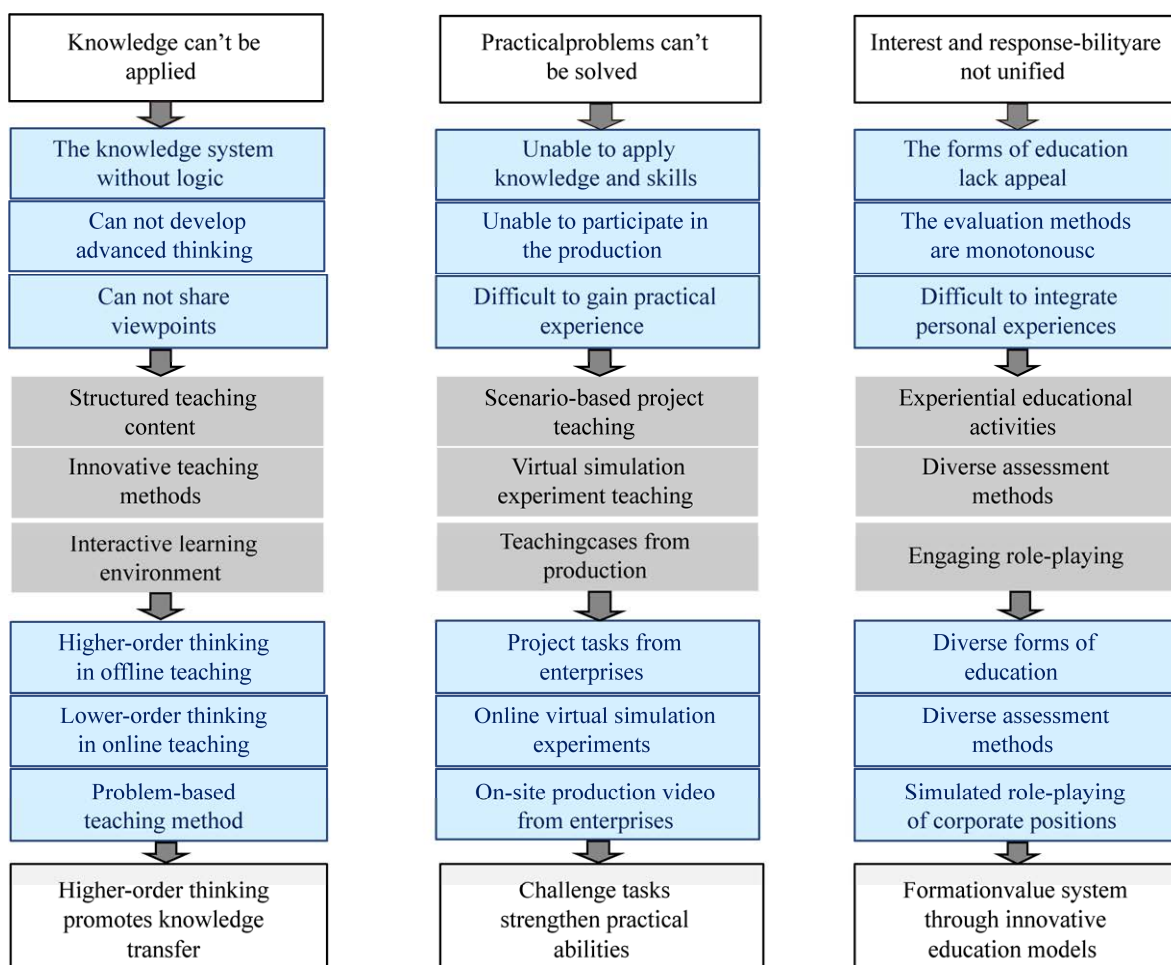 Knowledge can't be
applied
The knowledge system
without logic
Can not develop
advanced thinking
Can not share
viewpoints
Structured teaching
content
Innovative teaching
methods
Interactive learning
environment
Higher-order thinking
in offline teaching
Lower-order thinking
in online teaching
Problem-based
teaching method
Higher-order thinking
promotes knowledge
transfer
Practicalproblems can't
be solved
Unable to apply
knowledge and skills
Unable to participate in
the production
Difficult to gain practical
experience
Scenario-based project
teaching
Virtual simulation
experiment teaching
Teachingcases from
production
Project tasks from
enterprises
Online virtual simulation
experiments
On-site production video
from enterprises
Challenge tasks
strengthen practical
abilities
Interest and response-bilityare
not unified
The forms of education
lack appeal
The evaluation methods
are monotonousc
Difficult to integrate
personal experiences
Experiential educational
activities
Diverse assessment
methods
Engaging role-playing
Diverse forms of
education
Diverse assessment
methods
Simulated role-playing
of corporate positions
Formationvalue system
through innovative
education models